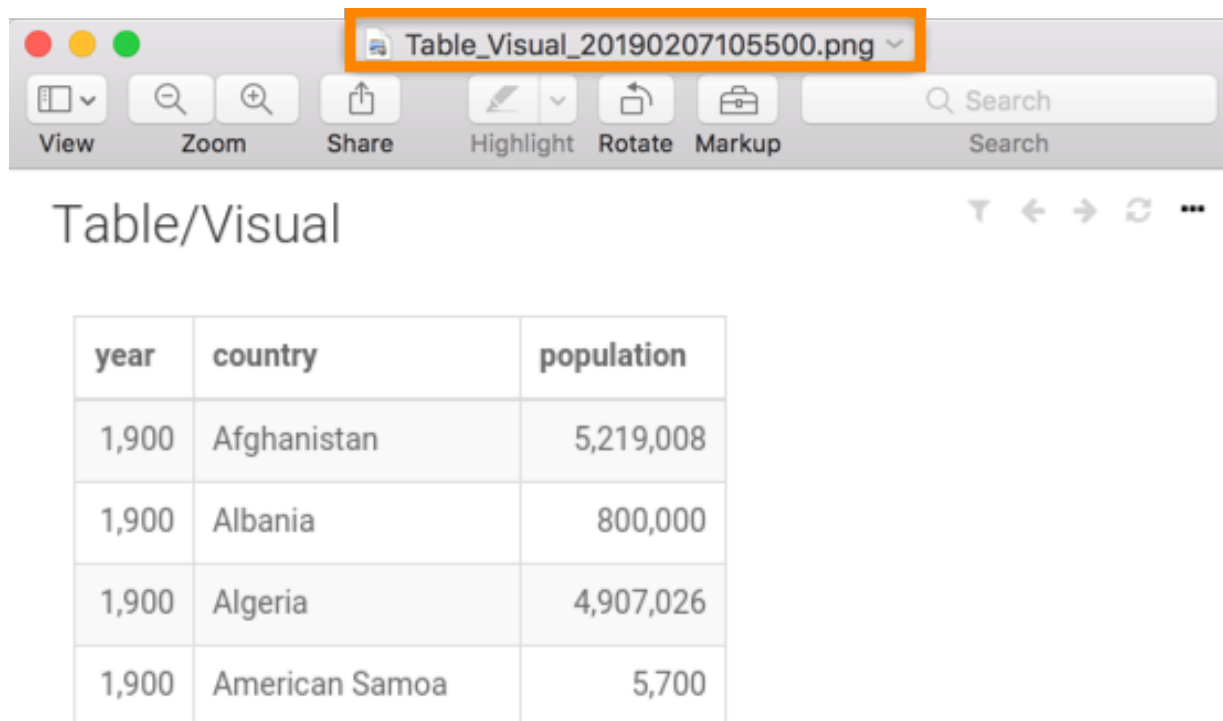 Table_Visual_20190207105500.png
Search
View Zoom Share Highlight Rotate Markup Search
Table/Visual
year country population
1,900 Afghanistan 5,219,008
1,900 Albania 800,000
1,900 Algeria 4,907,026
1,900 American Samoa 5,700